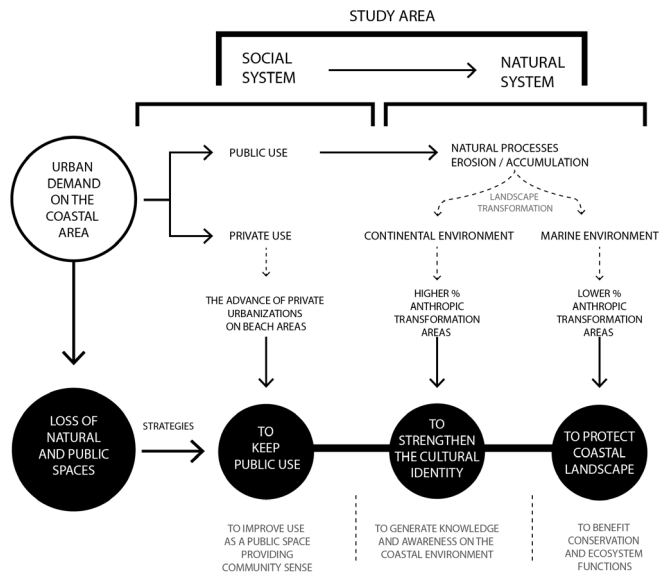 STUDY AREA
SOCIAL
SYSTEM
NATURAL
SYSTEM
URBAN
DEMAND
ON THE
COASTAL
AREA
PUBLIC USE
NATURAL PROCESSES
EROSION / ACCUMULATION
LANDSCAPE
TRANSFORMATION
PRIVATE USE
CONTINENTAL ENVIRONMENT
MARINE ENVIRONMENT
THE ADVANCE OF PRIVATE
URBANIZATIONS
ON BEACH AREAS
HIGHER %
ANTHROPIC
TRANSFORMATION
AREAS
LOWER %
ANTHROPIC
TRANSFORMATION
AREAS
LOSS OF
NATURAL
AND PUBLIC
SPACES
STRATEGIES
TO
KEEP
PUBLIC USE
TO
STRENGTHEN
THE CULTURAL
IDENTITY
TO PROTECT
COASTAL
LANDSCAPE
TO IMPROVE USE
AS A PUBLIC SPACE
PROVIDING
COMMUNITY SENSE
TO GENERATE KNOWLEDGE
AND AWARENESS ON THE
COASTAL ENVIRONMENT
TO BENEFIT
CONSERVATION
AND ECOSYSTEM
FUNCTIONS